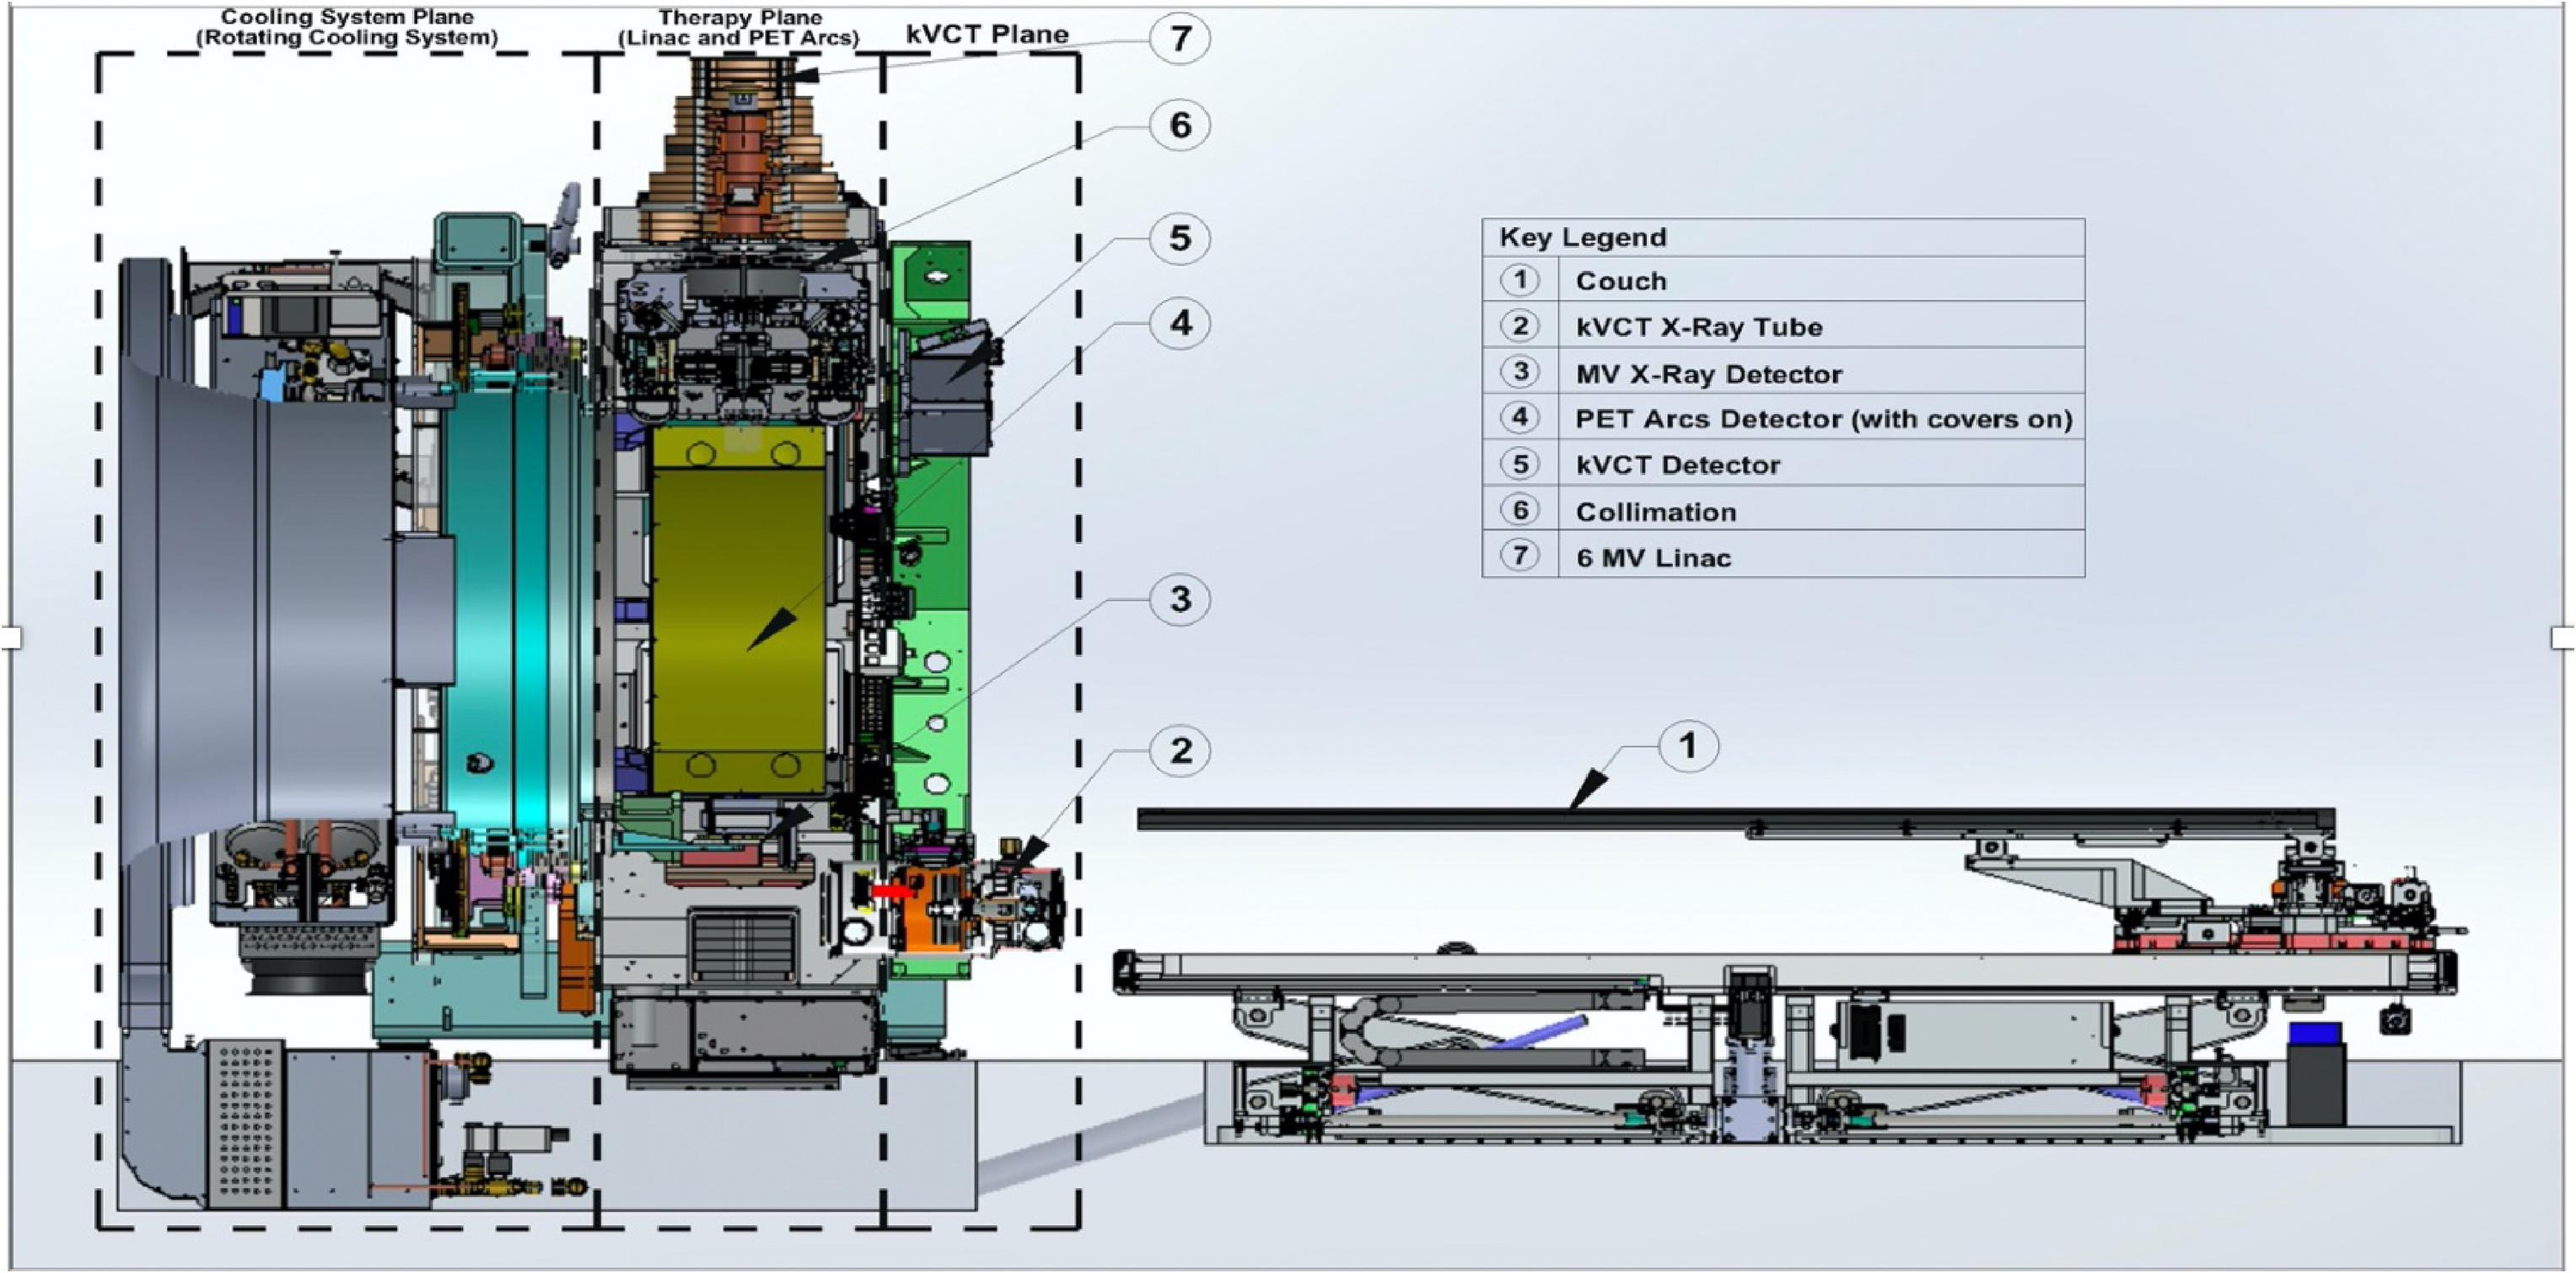 Cooling System Plane
(Rotating Cooling System)
Therapy Plane
(Linac and PET Arcs)
kVCT Plane
7
6
5
4
3
2
1
Key Legend
1 Couch
2 kVCT X-Ray Tube
3 MV X-Ray Detector
4 PET Arcs Detector (with covers on)
5 kVCT Detector
6 Collimation
7 6 MV Linac